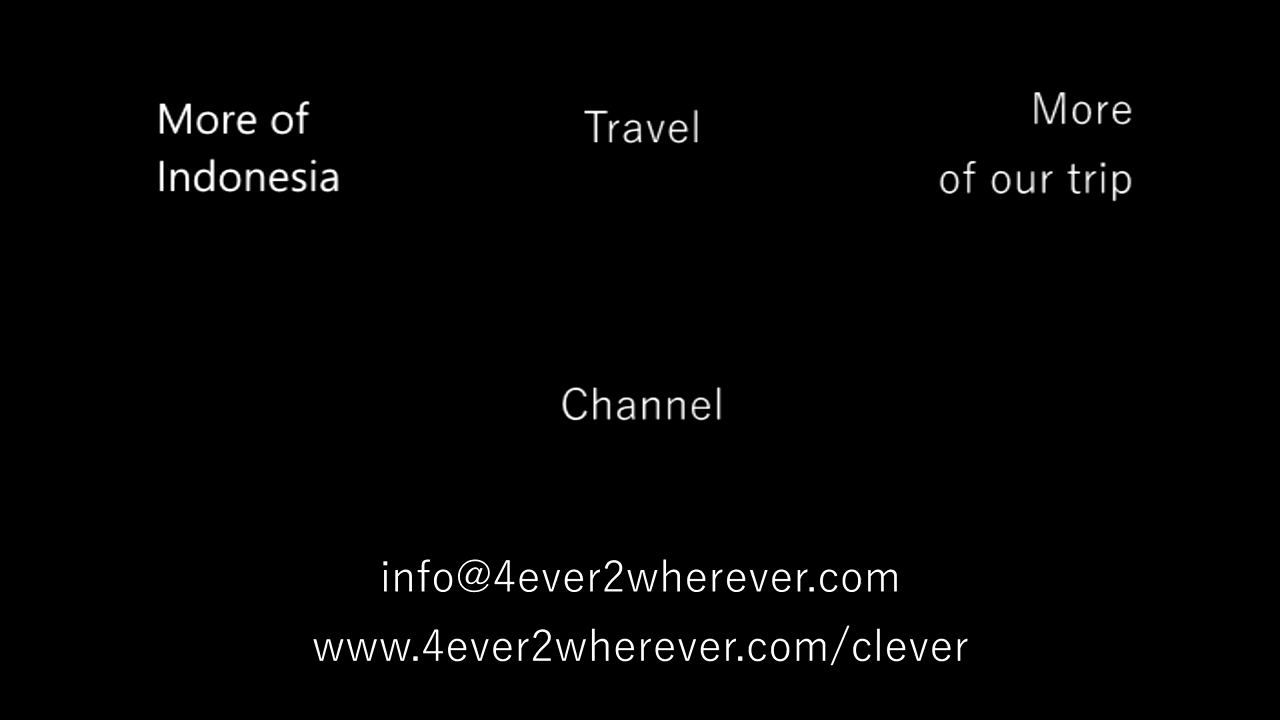 More of
Indonesia
Travel
More
of our trip
Channel
info@4ever2wherever.com
www.4ever2wherever.com/clever